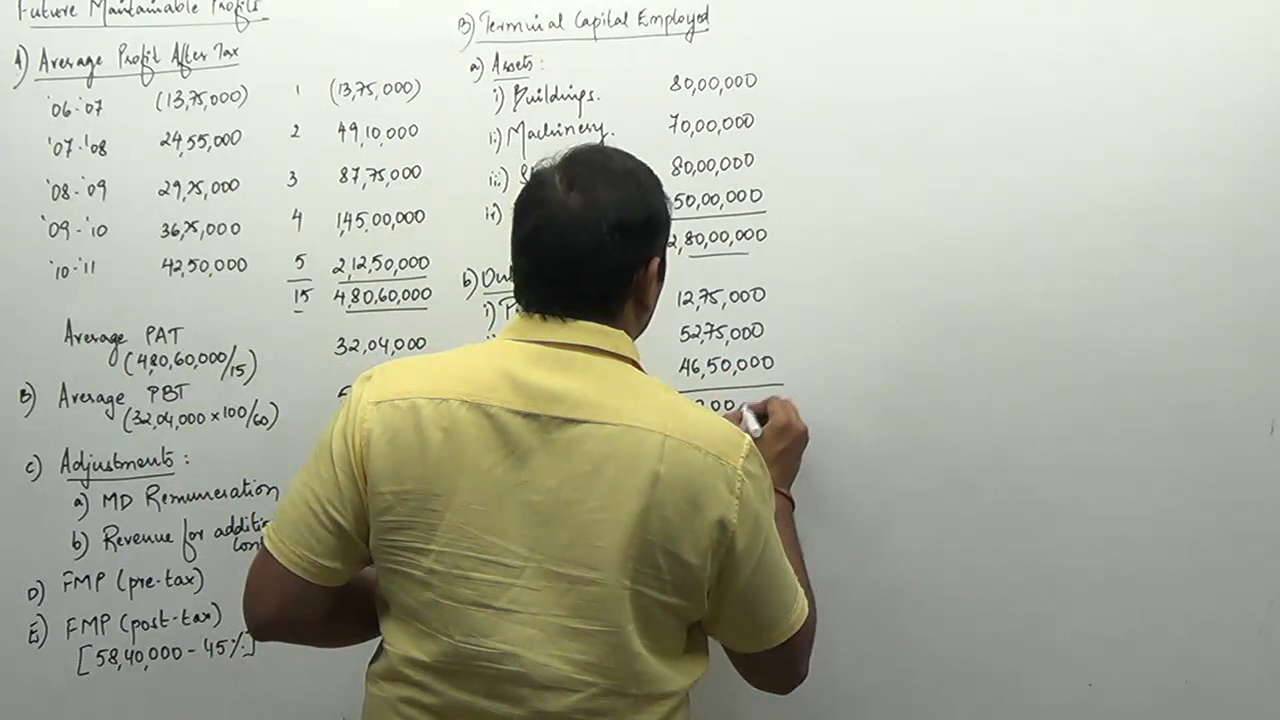 Future Maintainable Profits
A) Average Profit After Tax
'06-'07 (13,75,000) 1 (13,75,000)
'07-'08 24,55,000 2 49,10,000
'08-'09 29,25,000 3 87,75,000
'09-'10 36,25,000 4 145,00,000
'10-'11 42,50,000 5 2,12,50,000
15 4,80,60,000
Average PAT 32,04,000
(480,60,000/15)
B) Average PBT
(32,04,000 × 100/60)
C) Adjustments:
a) MD Remuneration
b) Revenue for additi
cont
D) FMP (pre-tax)
E) FMP (post-tax)
[58,40,000 - 45%]
B) Terminal Capital Employed
a) Assets:
i) Buildings. 80,00,000
ii) Machinery. 70,00,000
iii) 80,00,000
iv) 50,00,000
2,80,00,000
b)
i) 12,75,000
52,75,000
46,50,000